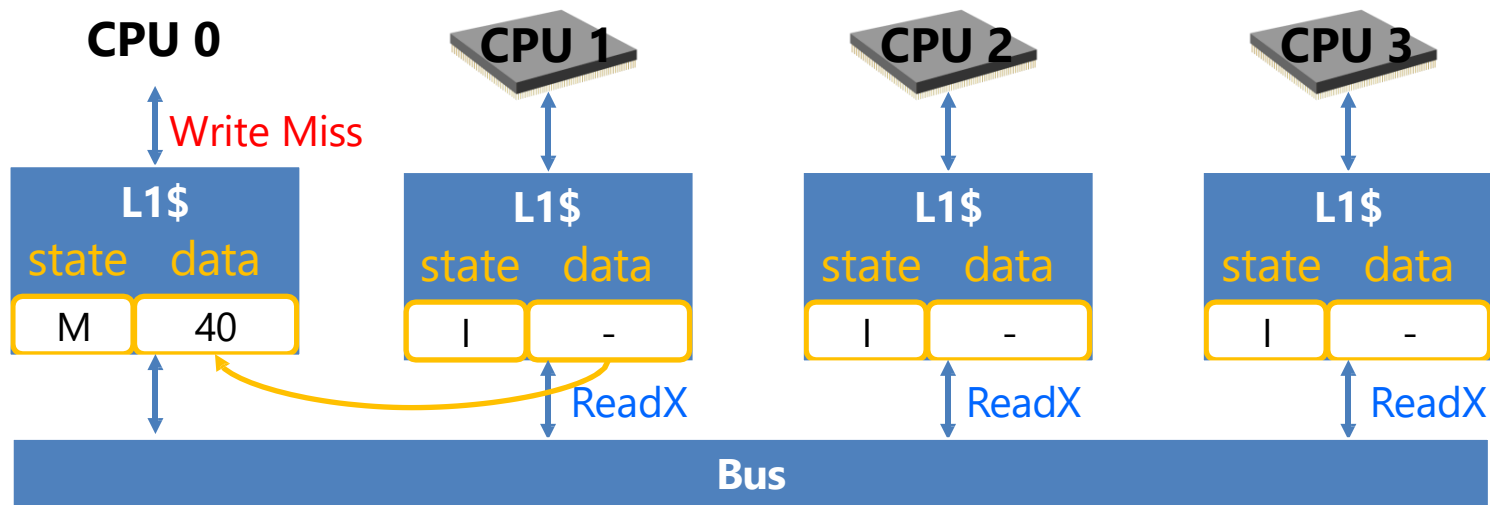 CPU 0
CPU 1
CPU 2
CPU 3
Write Miss
L1$
state data
M 40
L1$
state data
I -
L1$
state data
I -
L1$
state data
I -
ReadX
ReadX
ReadX
Bus